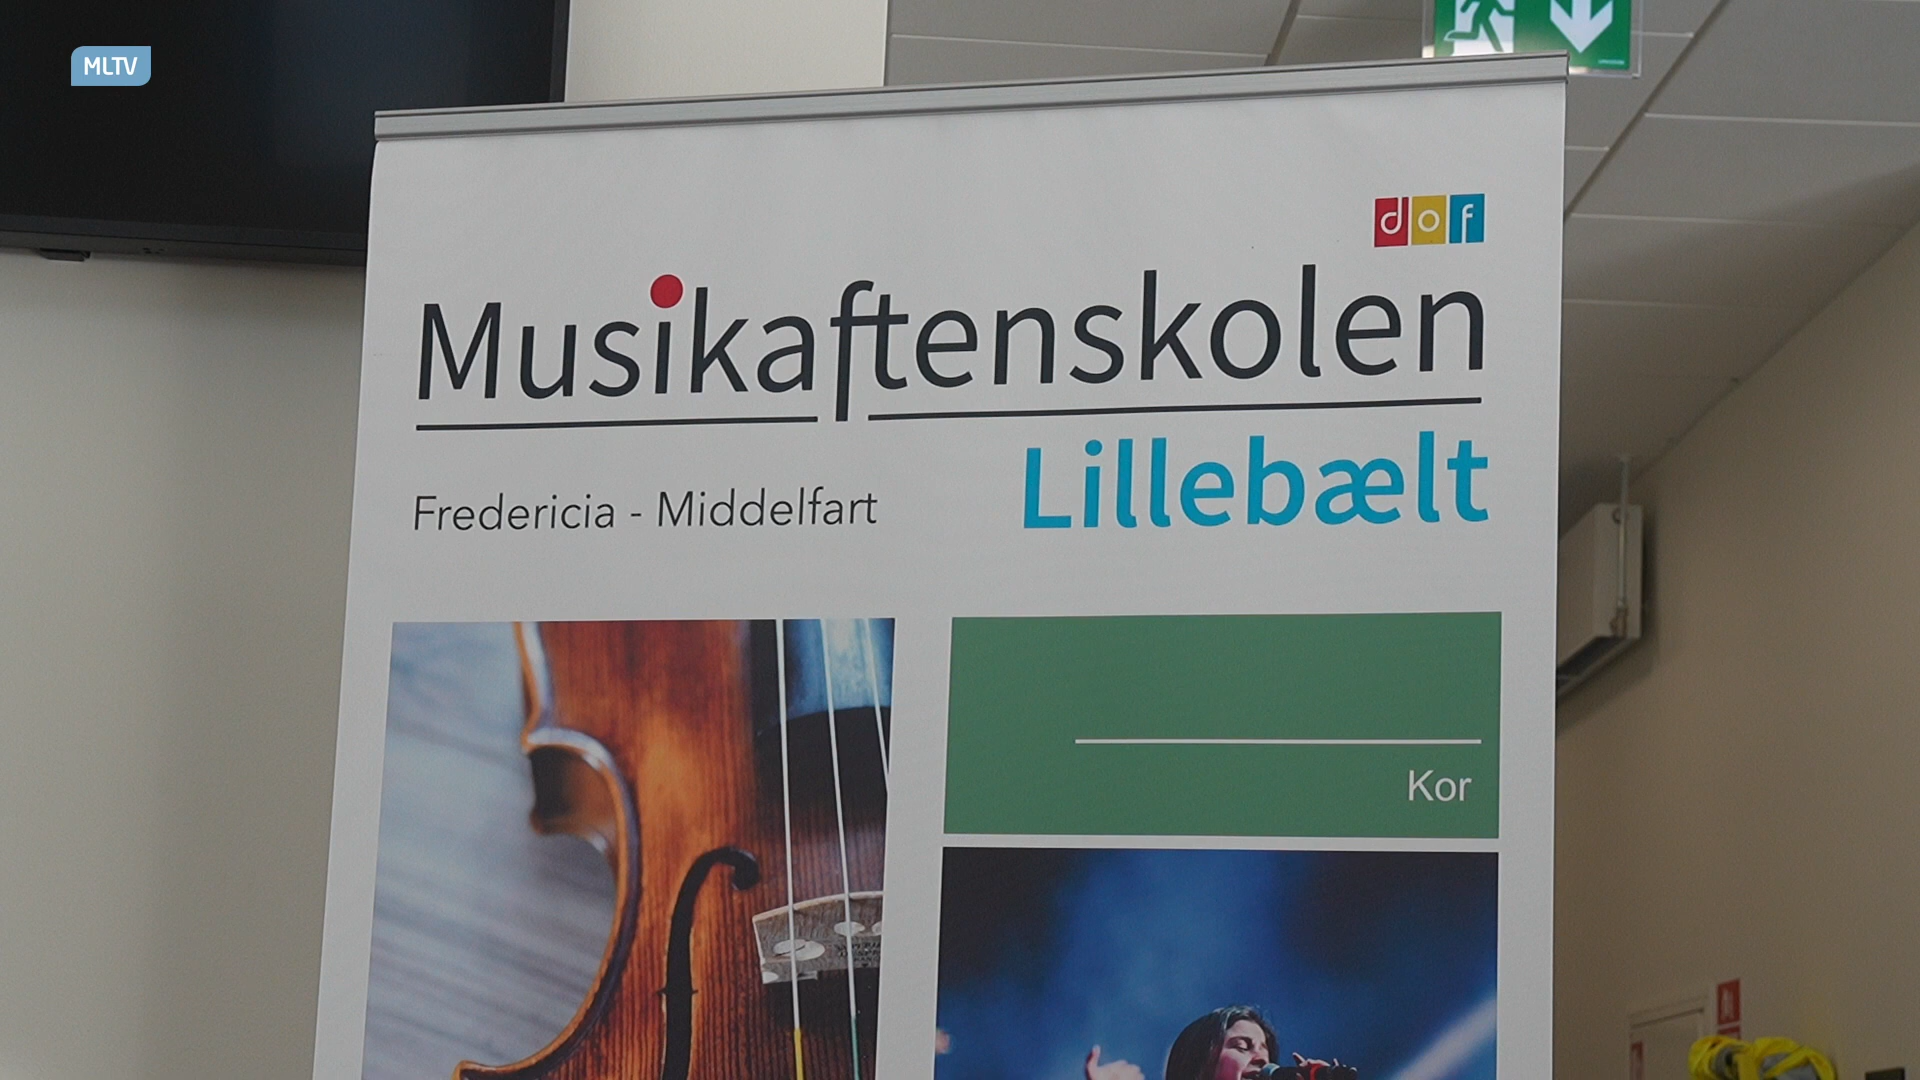 MLTV
dof
Musikaftenskolen
Lillebælt
Fredericia - Middelfart
Kor